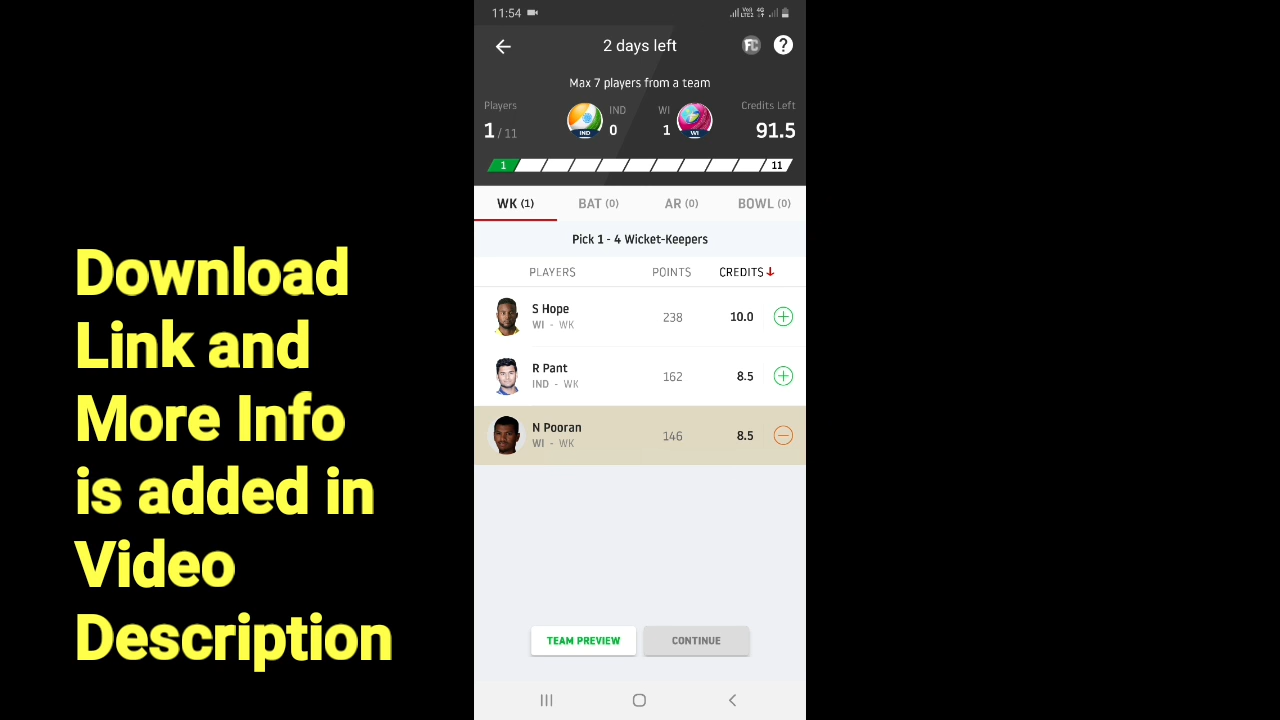 11:54
2 days left
FC
?
Max 7 players from a team
Players
IND
WI
Credits Left
1 / 11
IND
0
1
WI
91.5
1
11
WK (1)
BAT (0)
AR (0)
BOWL (0)
Pick 1 - 4 Wicket-Keepers
PLAYERS
POINTS
CREDITS
S Hope
WI - WK
238
10.0
R Pant
IND - WK
162
8.5
N Pooran
WI - WK
146
8.5
TEAM PREVIEW
CONTINUE
Download
Link and
More Info
is added in
Video
Description